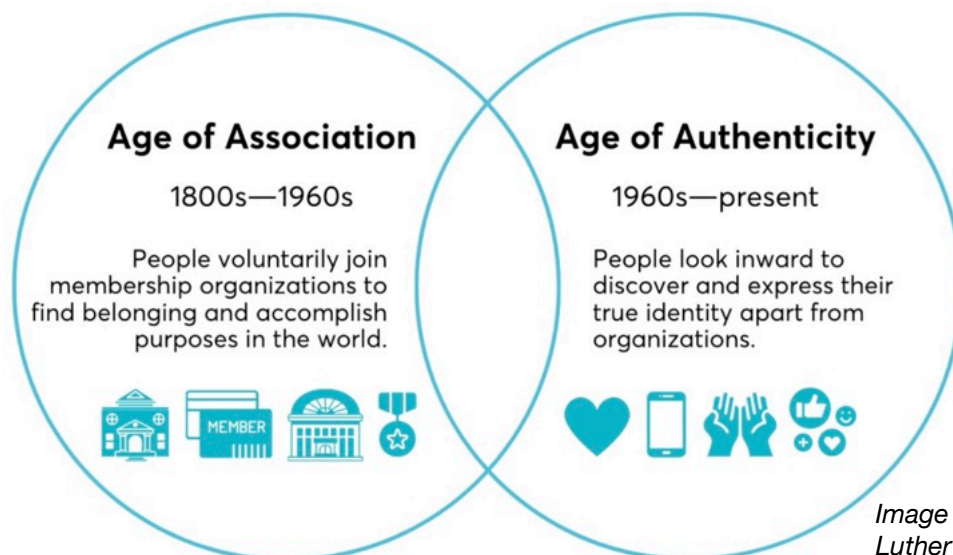 Age of Association
1800s—1960s
People voluntarily join
membership organizations to
find belonging and accomplish
purposes in the world.
MEMBER
Age of Authenticity
1960s—present
People look inward to
discover and express their
true identity apart from
organizations.
Image
Luther